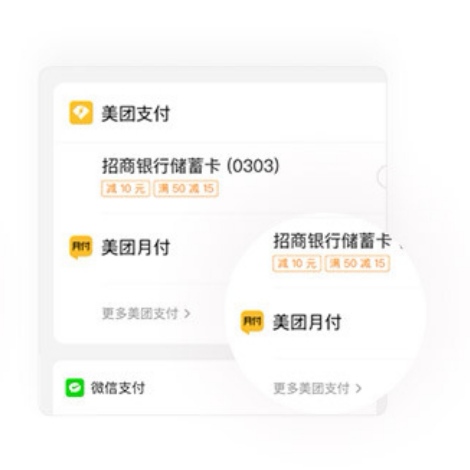 美团支付
招商银行储蓄卡 (0303)
减 10 元 满 50 减 15
月付 美团月付
更多美团支付 >
微信支付
招商银行储蓄卡
减 10 元 满 50 减 15
月付 美团月付
更多美团支付 >